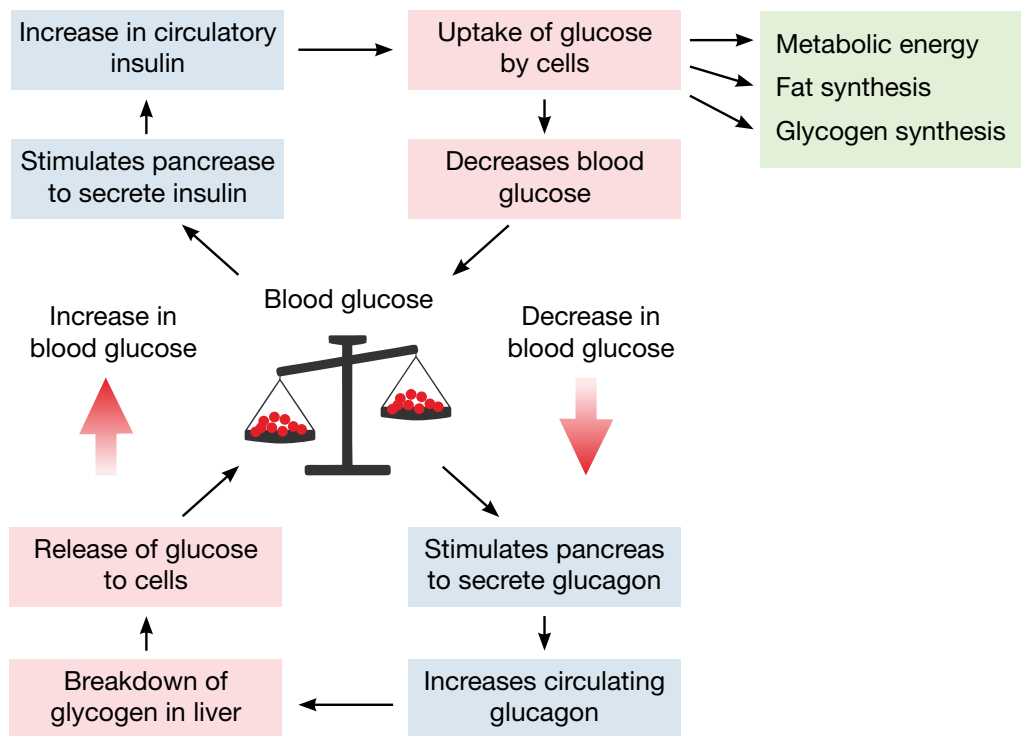 Increase in circulatory
insulin
Uptake of glucose
by cells
Metabolic energy
Fat synthesis
Glycogen synthesis
Stimulates pancrease
to secrete insulin
Decreases blood
glucose
Blood glucose
Increase in
blood glucose
Decrease in
blood glucose
Release of glucose
to cells
Stimulates pancreas
to secrete glucagon
Breakdown of
glycogen in liver
Increases circulating
glucagon